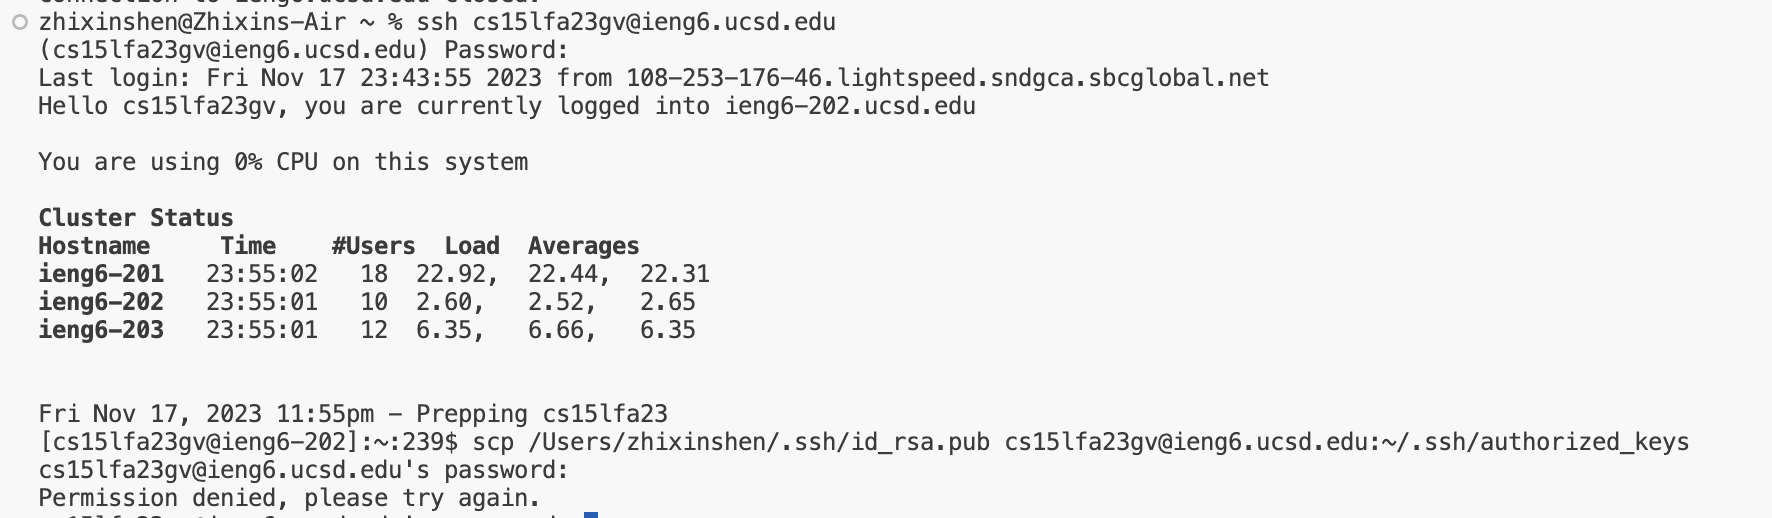 zhixinshen@Zhixins-Air ~ % ssh cs15lfa23gv@ieng6.ucsd.edu
(cs15lfa23gv@ieng6.ucsd.edu) Password:
Last login: Fri Nov 17 23:43:55 2023 from 108-253-176-46.lightspeed.sndgca.sbcglobal.net
Hello cs15lfa23gv, you are currently logged into ieng6-202.ucsd.edu
You are using 0% CPU on this system
Cluster Status
Hostname     Time    #Users  Load  Averages
ieng6-201   23:55:02   18  22.92,  22.44,  22.31
ieng6-202   23:55:01   10  2.60,   2.52,   2.65
ieng6-203   23:55:01   12  6.35,   6.66,   6.35
Fri Nov 17, 2023 11:55pm - Prepping cs15lfa23
[cs15lfa23gv@ieng6-202]:~:239$ scp /Users/zhixinshen/.ssh/id_rsa.pub cs15lfa23gv@ieng6.ucsd.edu:~/.ssh/authorized_keys
cs15lfa23gv@ieng6.ucsd.edu's password:
Permission denied, please try again.